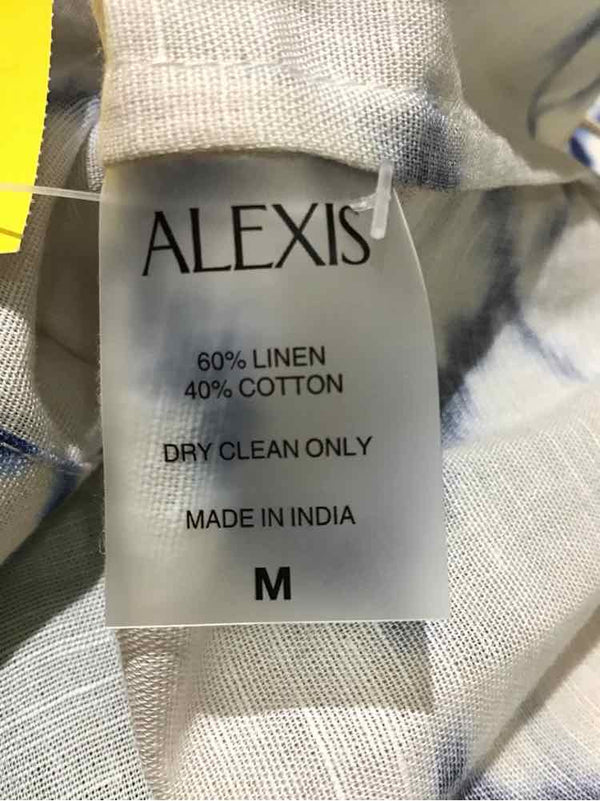 ALEXIS
60% LINEN
40% COTTON
DRY CLEAN ONLY
MADE IN INDIA
M